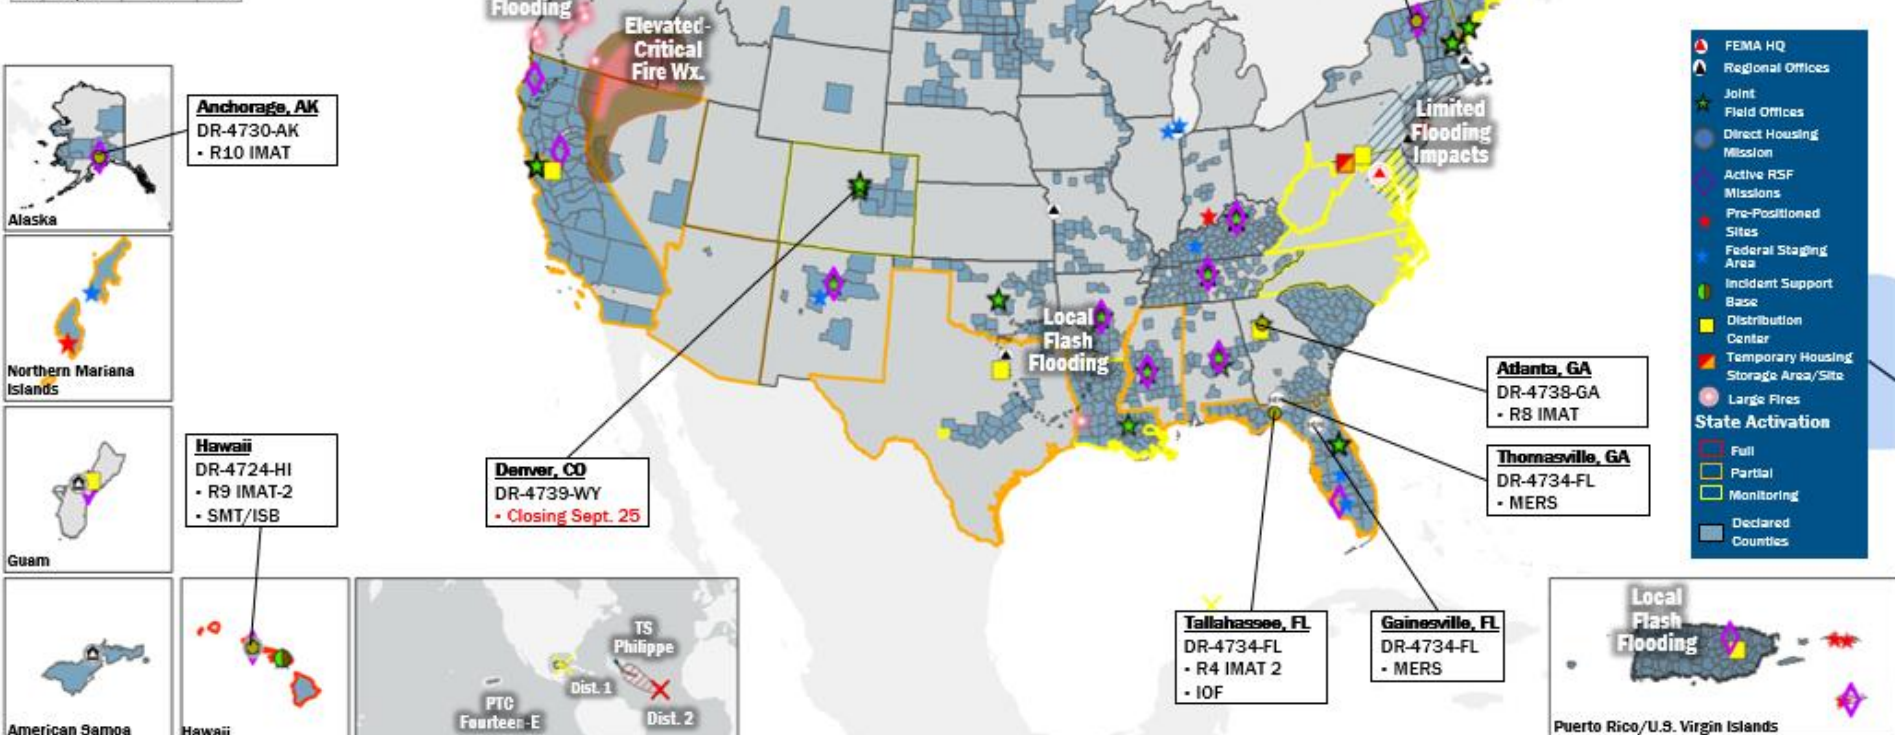 Flooding
Elevated-
Critical
Fire Wx.
Anchorage, AK
DR-4730-AK
- R10 IMAT
Alaska
Northern Mariana
Islands
Guam
Hawaii
DR-4724-HI
- R9 IMAT-2
- SMT/ISB
American Samoa
Hawaii
Denver, CO
DR-4739-WY
- Closing Sept. 25
Local
Flash
Flooding
Limited
Flooding
Impacts
Atlanta, GA
DR-4738-GA
- R8 IMAT
Thomasville, GA
DR-4734-FL
- MERS
Tallahassee, FL
DR-4734-FL
- R4 IMAT 2
- IOF
Gainesville, FL
DR-4734-FL
- MERS
TS
Philippe
Dist. 1
Dist. 2
PTC
Fourteen-E
Local
Flash
Flooding
Puerto Rico/U.S. Virgin Islands
FEMA HQ
Regional Offices
Joint
Field Offices
Direct Housing
Mission
Active RSF
Missions
Pre-Positioned
Sites
Federal Staging
Area
Incident Support
Base
Distribution
Center
Temporary Housing
Storage Area/Site
Large Fires
State Activation
Full
Partial
Monitoring
Declared
Counties